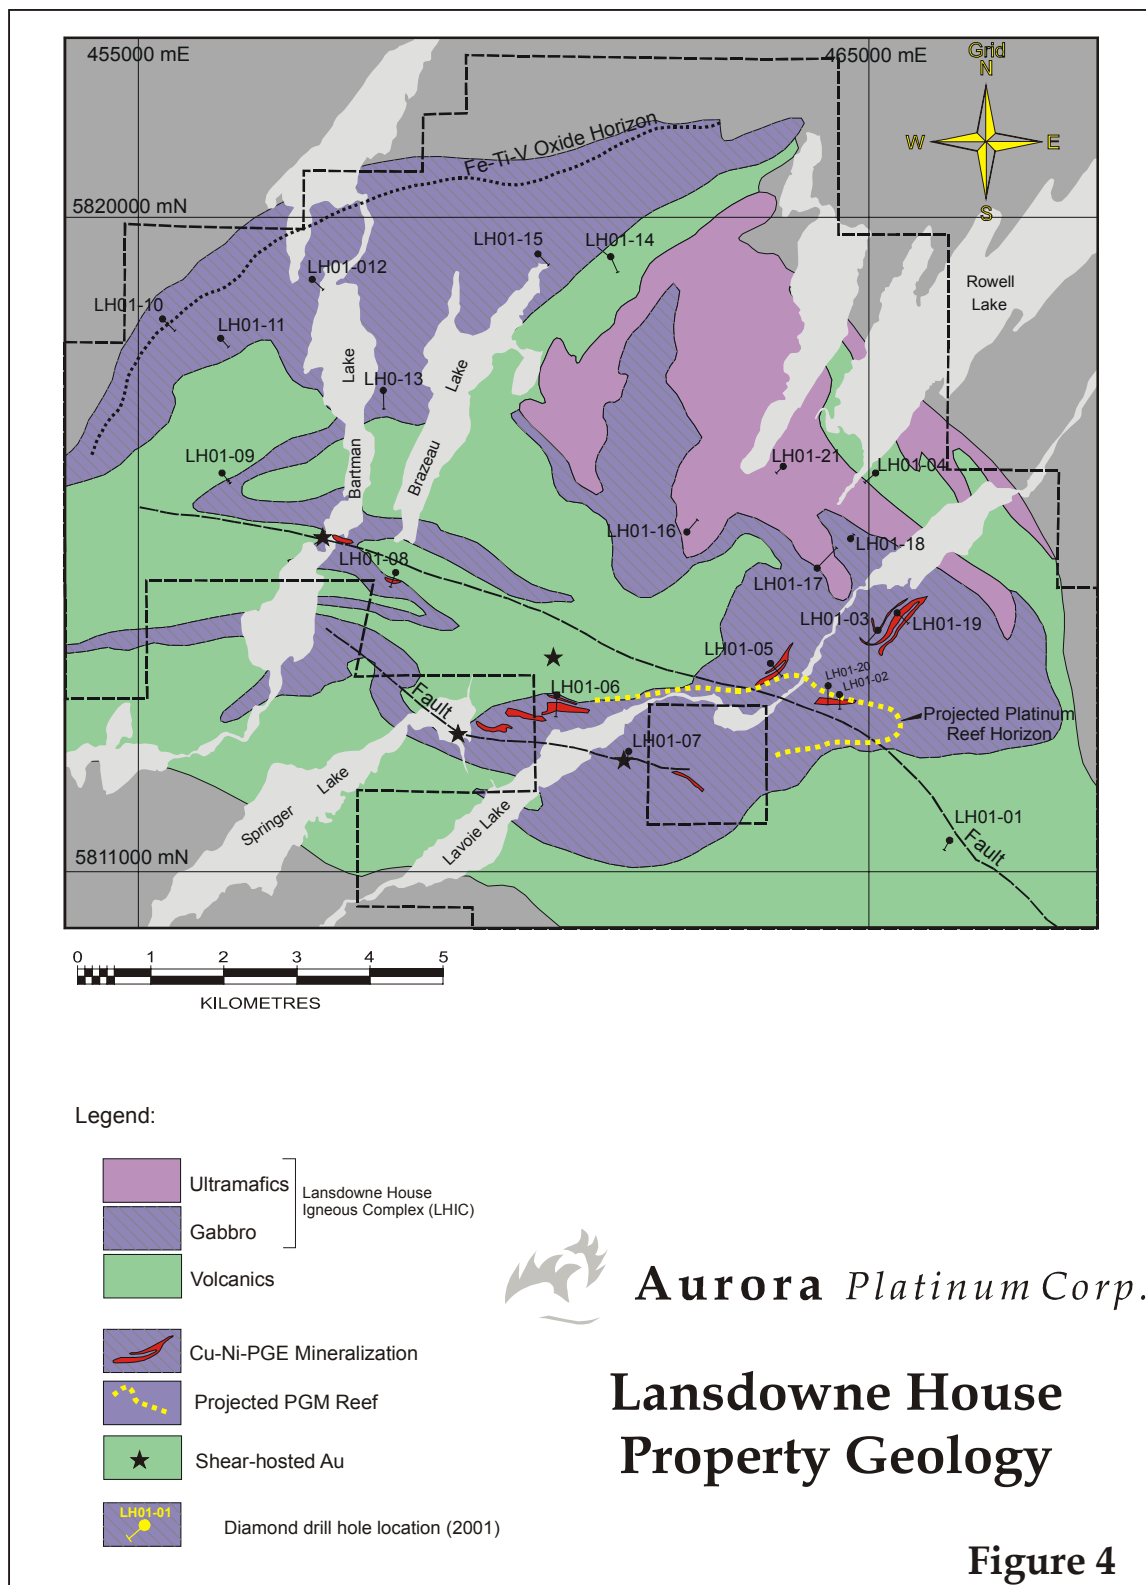 455000 mE
465000 mE
Grid
N
W
E
S
Fe-Ti-V Oxide Horizon
5820000 mN
LH01-15
LH01-14
LH01-012
Rowell
Lake
LH01-10
LH01-11
Lake
Lake
LH0-13
Bartman
Brazeau
LH01-09
LH01-21
LH01-04
LH01-16
LH01-18
LH01-08
LH01-17
LH01-03
LH01-19
LH01-05
LH01-20
LH01-02
LH01-06
Fault
Projected Platinum
Reef Horizon
LH01-07
Springer Lake
Lavoie Lake
LH01-01
Fault
5811000 mN
0 1 2 3 4 5
KILOMETRES
Legend:
Ultramafics
Lansdowne House
Igneous Complex (LHIC)
Gabbro
Volcanics
Aurora Platinum Corp.
Cu-Ni-PGE Mineralization
Projected PGM Reef
Lansdowne House
Property Geology
Shear-hosted Au
LH01-01
Diamond drill hole location (2001)
Figure 4